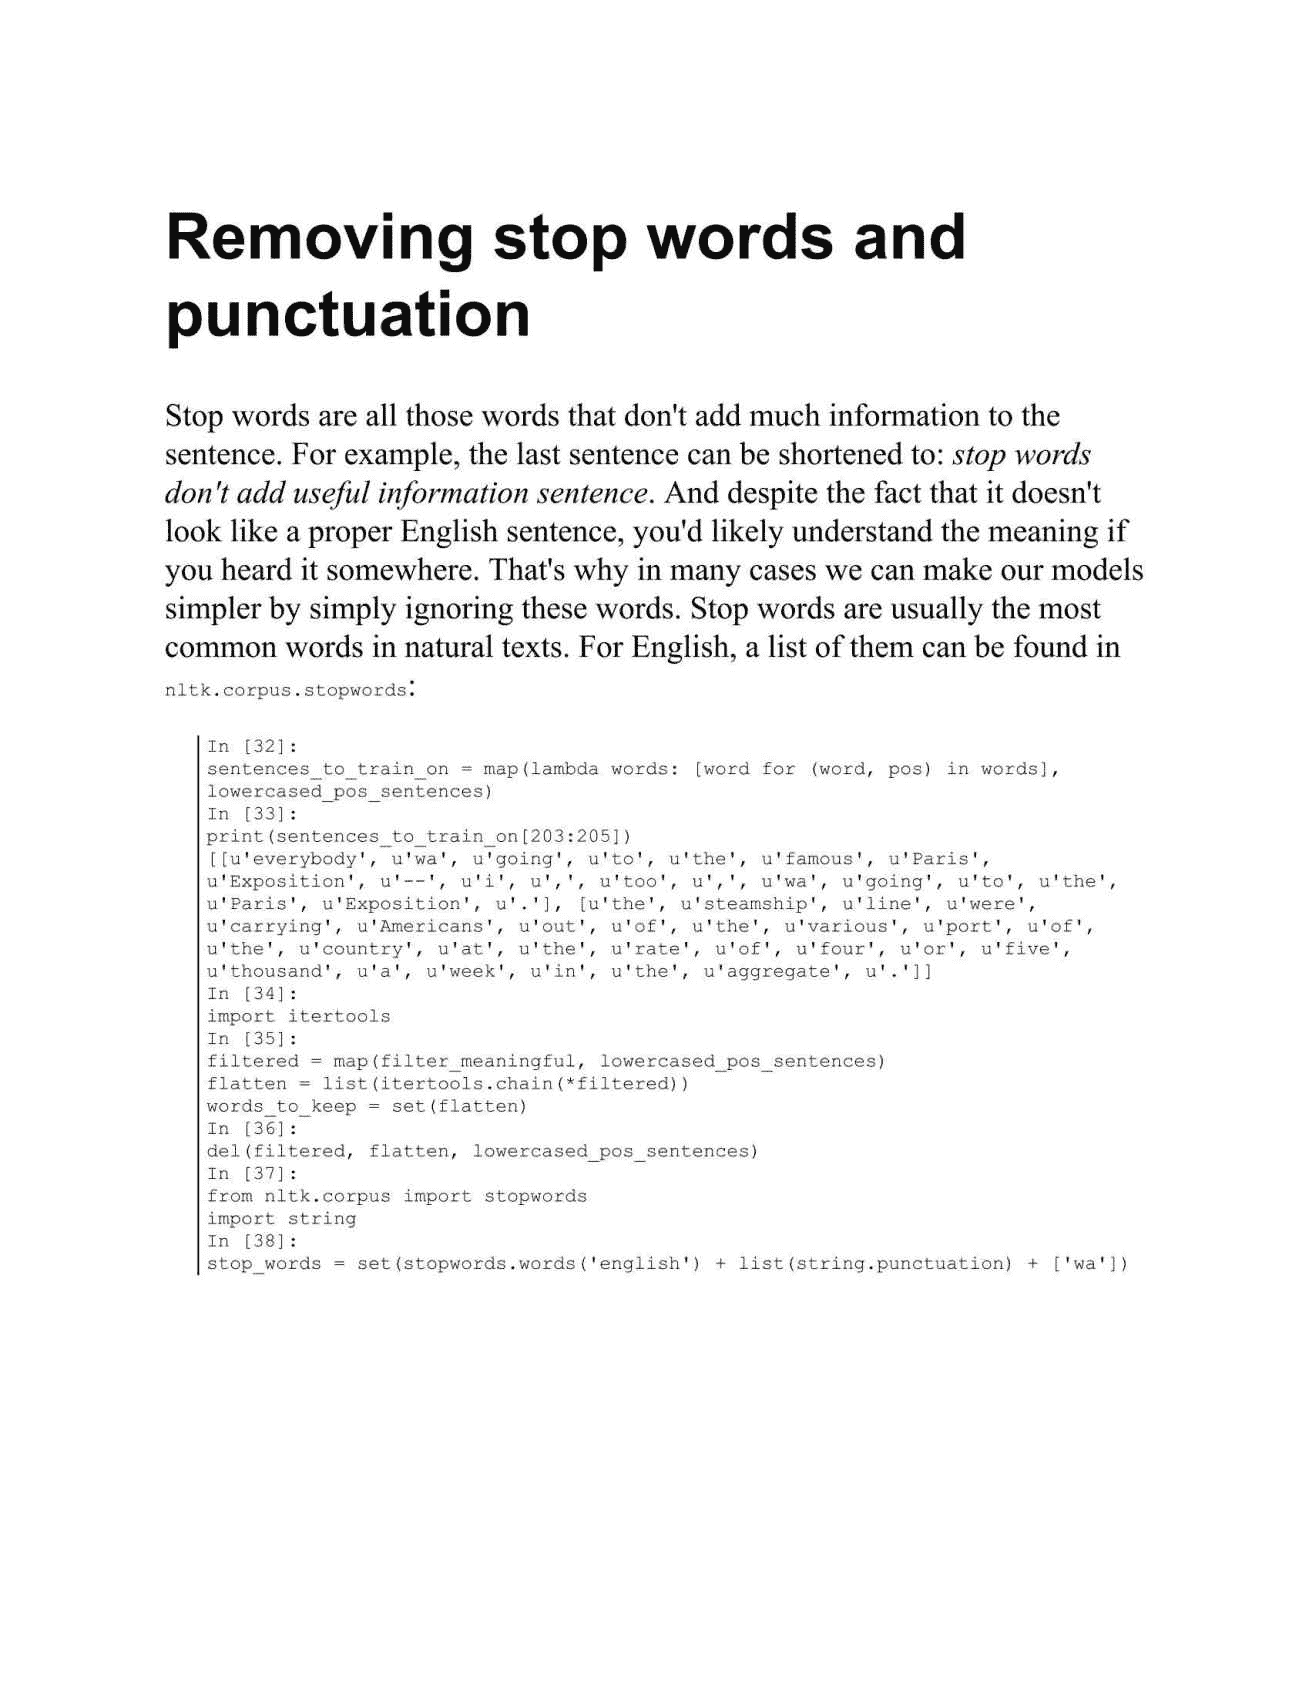 Removing stop words and
punctuation
Stop words are all those words that don't add much information to the
sentence. For example, the last sentence can be shortened to: stop words
don't add useful information sentence. And despite the fact that it doesn't
look like a proper English sentence, you'd likely understand the meaning if
you heard it somewhere. That's why in many cases we can make our models
simpler by simply ignoring these words. Stop words are usually the most
common words in natural texts. For English, a list of them can be found in
nltk.corpus.stopwords:
In [32]:
sentences_to_train_on = map(lambda words: [word for (word, pos) in words],
lowercased_pos_sentences)
In [33]:
print(sentences_to_train_on[203:205])
[[u'everybody', u'wa', u'going', u'to', u'the', u'famous', u'Paris',
u'Exposition', u'--', u'i', u',', u'too', u',', u'wa', u'going', u'to', u'the',
u'Paris', u'Exposition', u'.'], [u'the', u'steamship', u'line', u'were',
u'carrying', u'Americans', u'out', u'of', u'the', u'various', u'port', u'of',
u'the', u'country', u'at', u'the', u'rate', u'of', u'four', u'or', u'five',
u'thousand', u'a', u'week', u'in', u'the', u'aggregate', u'.']]
In [34]:
import itertools
In [35]:
filtered = map(filter_meaningful, lowercased_pos_sentences)
flatten = list(itertools.chain(*filtered))
words_to_keep = set(flatten)
In [36]:
del(filtered, flatten, lowercased_pos_sentences)
In [37]:
from nltk.corpus import stopwords
import string
In [38]:
stop_words = set(stopwords.words('english') + list(string.punctuation) + ['wa'])